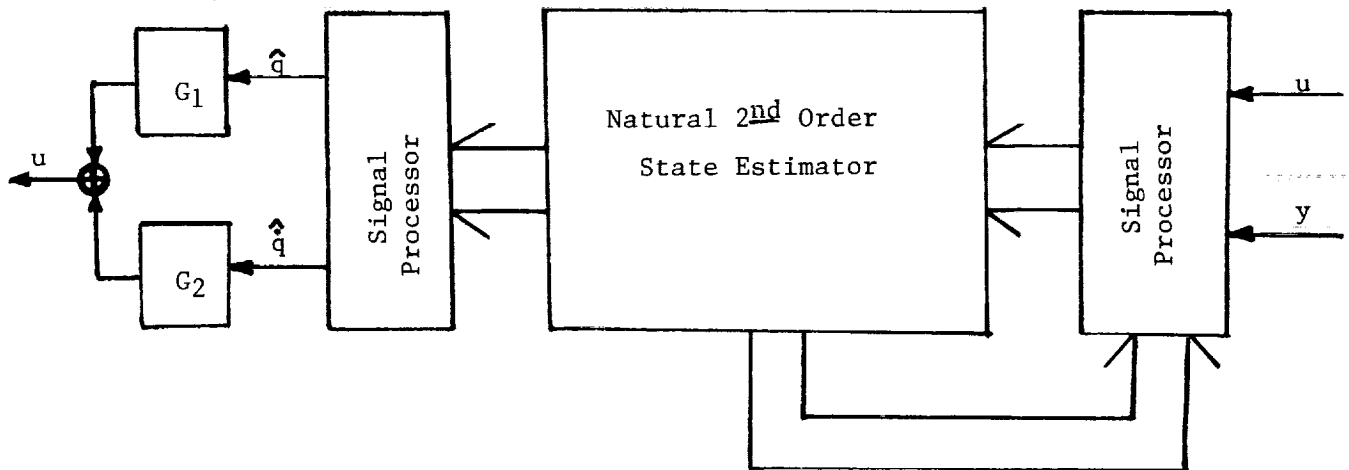 G1
q̂
u
G2
q̇̂
Signal
Processor
Natural 2nd Order
State Estimator
Signal
Processor
u
y